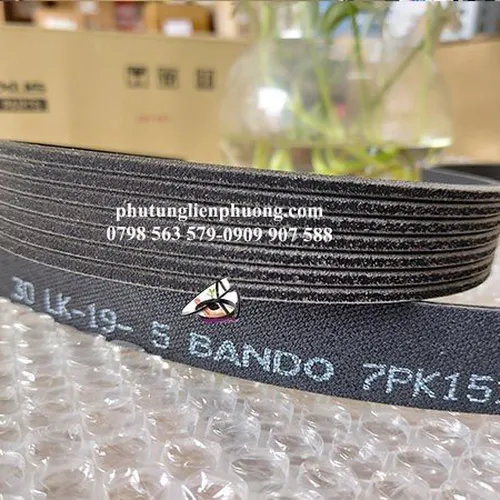 phutunglienphuong.com
0798 563 579-0909 907 588
30 LK-19- 5 BANDO 7PK15